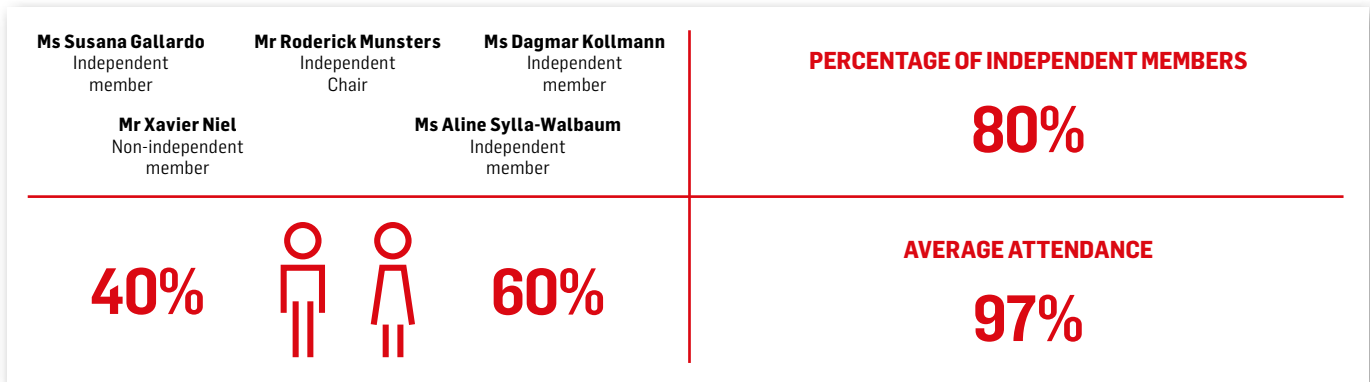 Ms Susana Gallardo
Independent
member
Mr Roderick Munsters
Independent
Chair
Ms Dagmar Kollmann
Independent
member
Mr Xavier Niel
Non-independent
member
Ms Aline Sylla-Walbaum
Independent
member
PERCENTAGE OF INDEPENDENT MEMBERS
80%
40%
60%
AVERAGE ATTENDANCE
97%